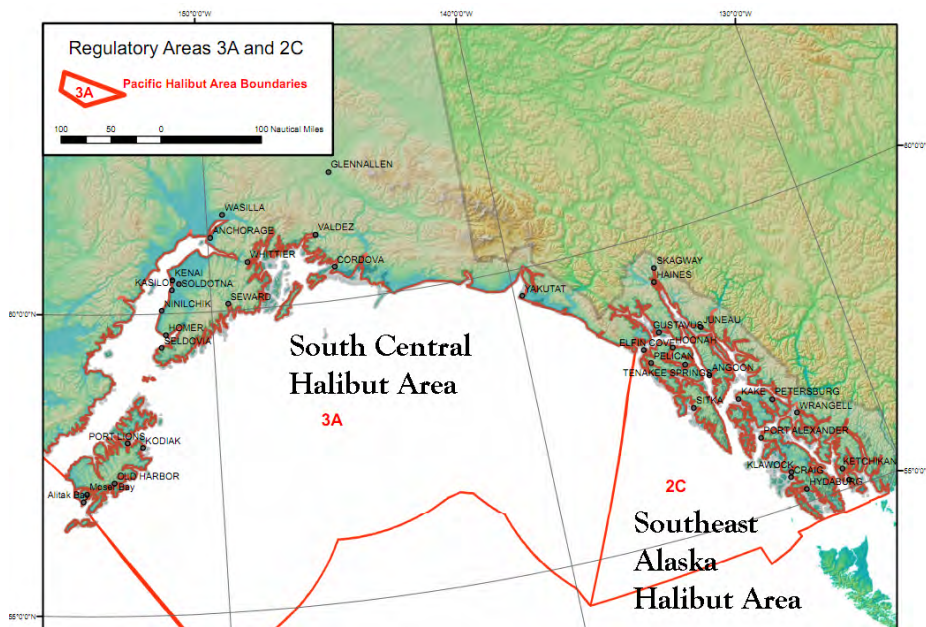 150°0'0"W
140°0'0"W
130°0'0"W
Regulatory Areas 3A and 2C
3A
Pacific Halibut Area Boundaries
100 50 0 100 Nautical Miles
60°0'0"N
GLENNALLEN
WASILLA
ANCHORAGE
VALDEZ
WHITTIER
CORDOVA
SKAGWAY
HAINES
KENAI
KASILO
SOLDOTNA
YAKUTAT
NINILCHIK
SEWARD
60°0'0"N
GUSTAVUS
JUNEAU
HOMER
SELDOVIA
ELFIN COVE
HOONAH
PELICAN
TENAKEE SPRINGS
ANGOON
South Central
Halibut Area
3A
KAKE
PETERSBURG
SITKA
WRANGELL
PORT LIONS
KODIAK
PORT ALEXANDER
OLD HARBOR
KLAWOCK
CRAIG
KETCHIKAN
HYDABURG
55°0'0"N
Moser Bay
Alitak Bay
2C
Southeast
Alaska
Halibut Area
55°0'0"N